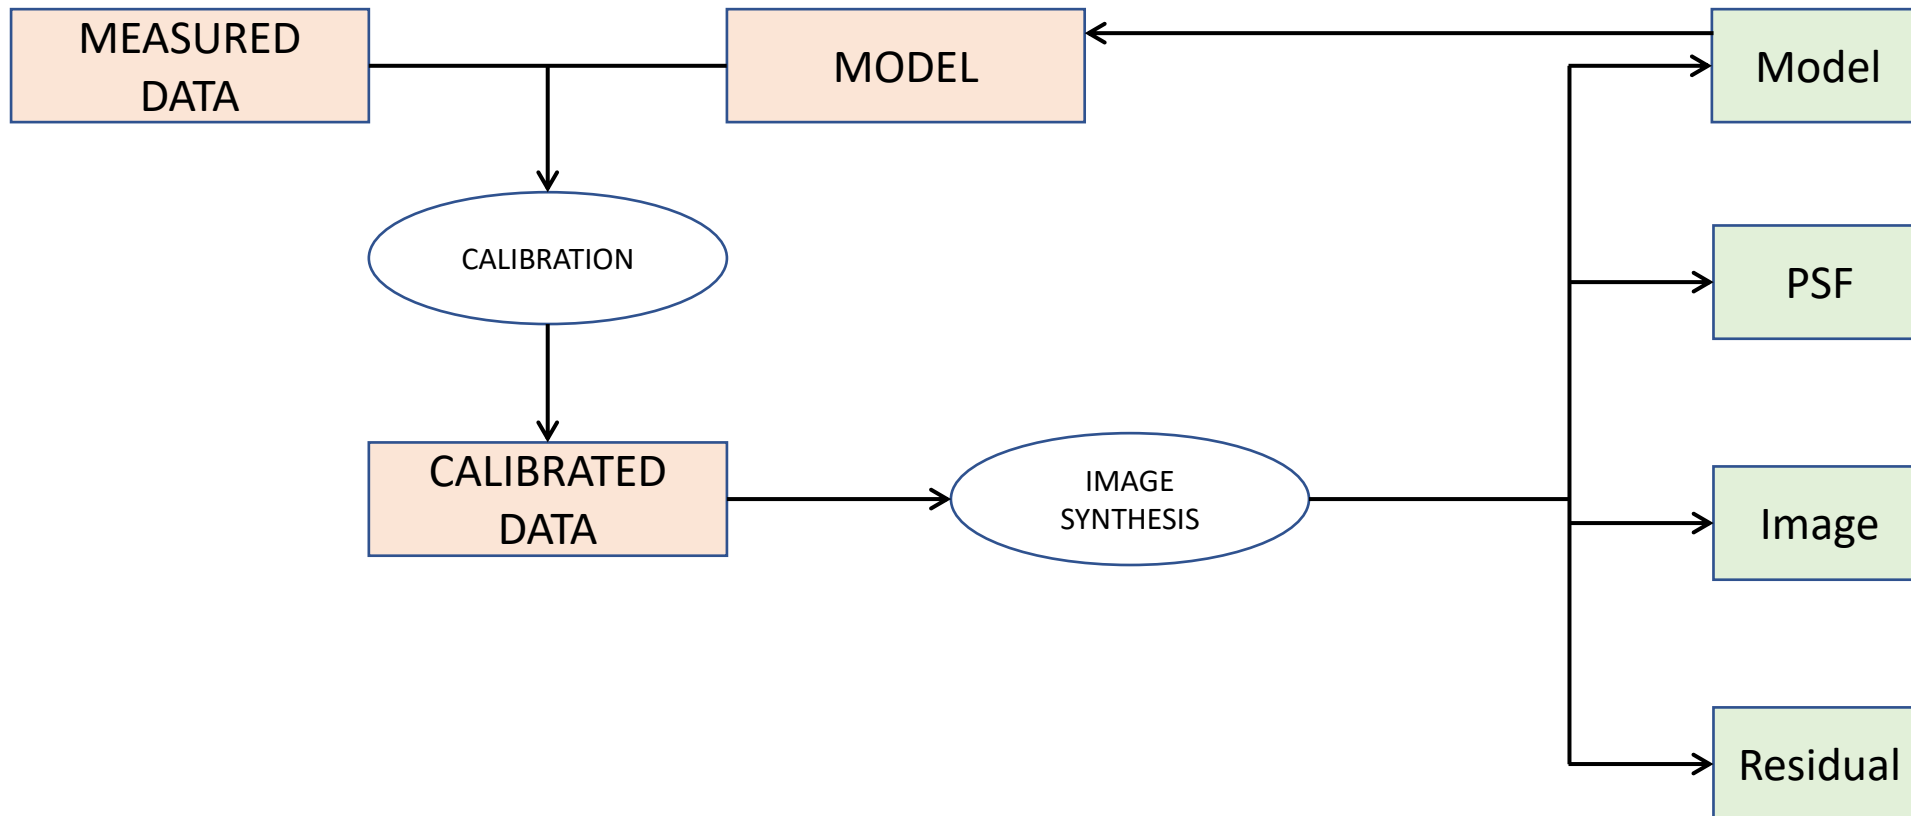 MEASURED
DATA
MODEL
Model
CALIBRATION
PSF
CALIBRATED
DATA
IMAGE
SYNTHESIS
Image
Residual